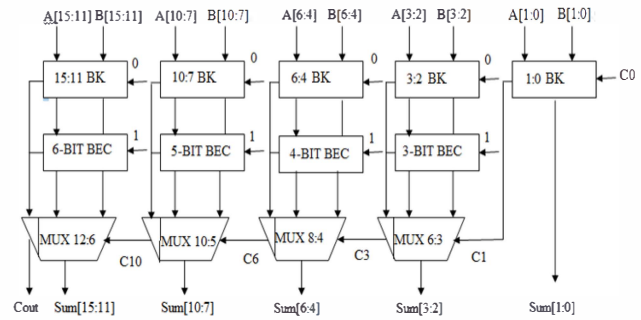 A[15:11] B[15:11] A[10:7] B[10:7] A[6:4] B[6:4] A[3:2] B[3:2] A[1:0] B[1:0]
0 0 0 0
15:11 BK 10:7 BK 6:4 BK 3:2 BK 1:0 BK C0
1 1 1 1
6-BIT BEC 5-BIT BEC 4-BIT BEC 3-BIT BEC
MUX 12:6 MUX 10:5 MUX 8:4 MUX 6:3
C10 C6 C3 C1
Cout Sum[15:11] Sum[10:7] Sum[6:4] Sum[3:2] Sum[1:0]